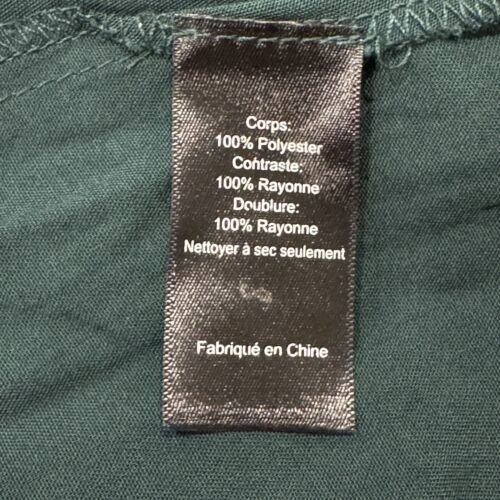 Corps:
100% Polyester
Contraste:
100% Rayonne
Doublure:
100% Rayonne
Nettoyer à sec seulement
Fabriqué en Chine